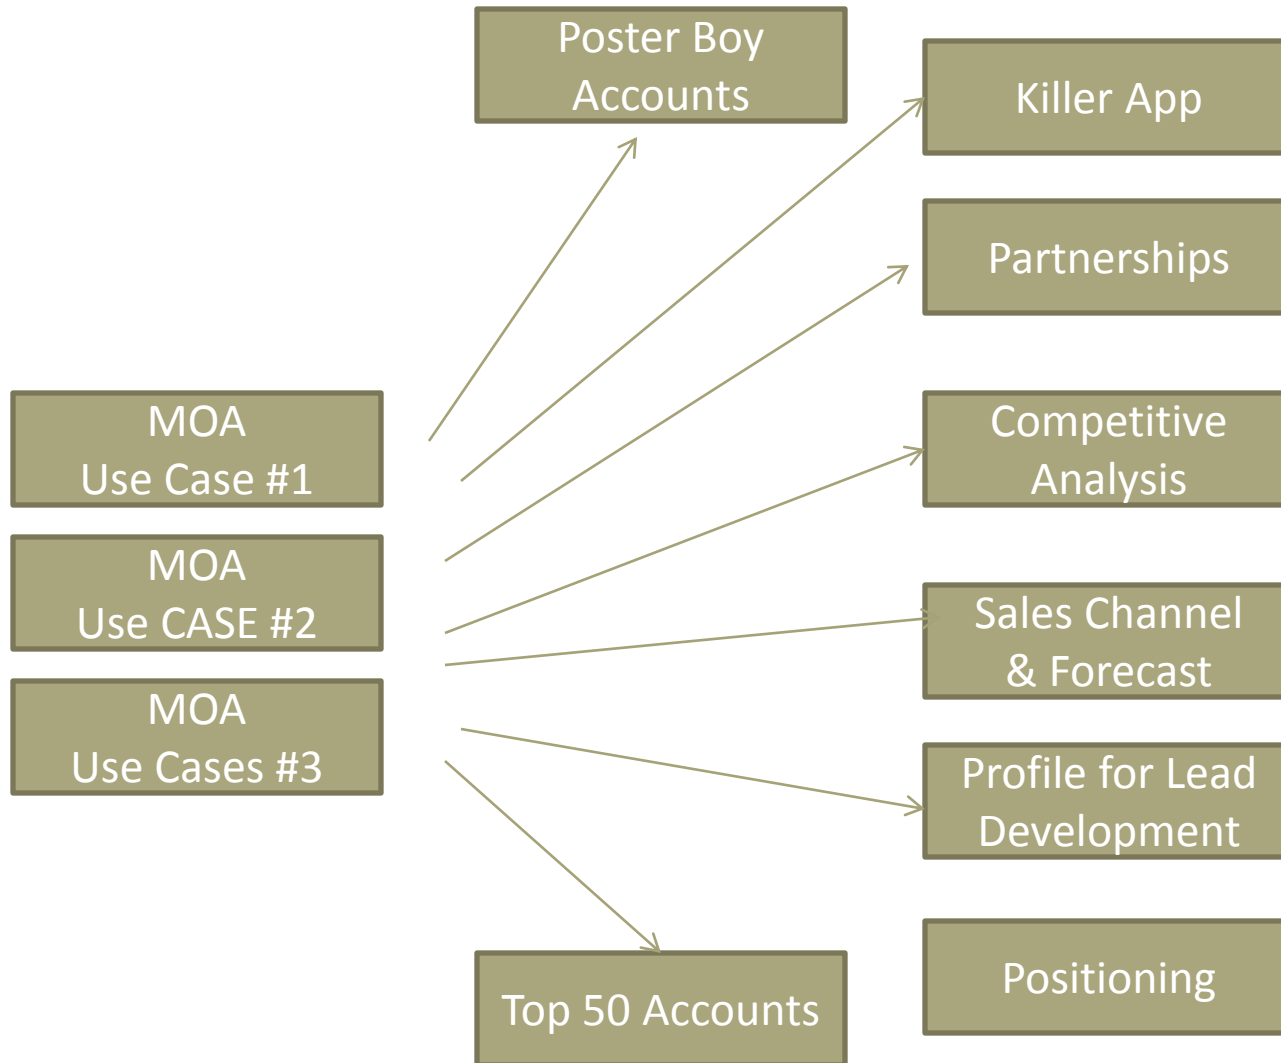 Poster Boy
Accounts
Killer App
Partnerships
MOA
Use Case #1
Competitive
Analysis
MOA
Use CASE #2
Sales Channel
& Forecast
MOA
Use Cases #3
Profile for Lead
Development
Positioning
Top 50 Accounts